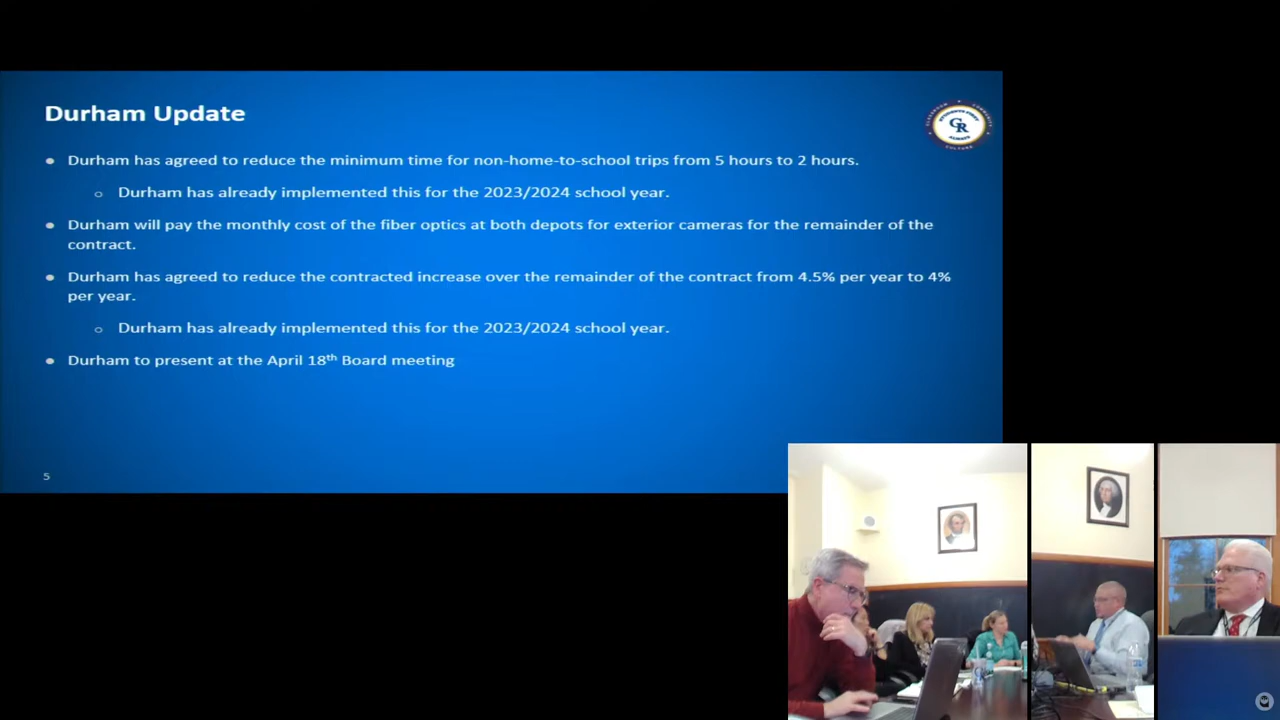 Durham Update
● Durham has agreed to reduce the minimum time for non-home-to-school trips from 5 hours to 2 hours.
○ Durham has already implemented this for the 2023/2024 school year.
● Durham will pay the monthly cost of the fiber optics at both depots for exterior cameras for the remainder of the
contract.
● Durham has agreed to reduce the contracted increase over the remainder of the contract from 4.5% per year to 4%
per year.
○ Durham has already implemented this for the 2023/2024 school year.
● Durham to present at the April 18th Board meeting
5
STUDENTS FIRST
GR
ALWAYS
CULTURE